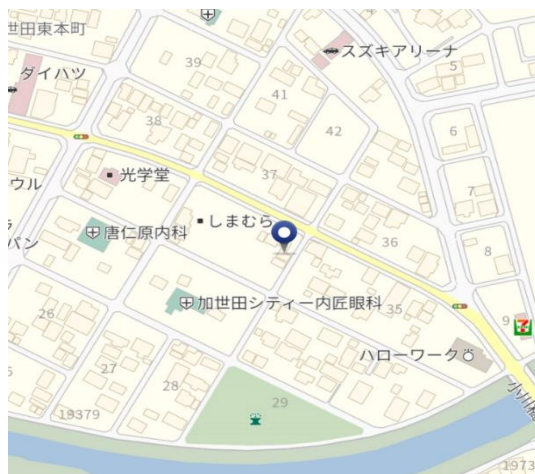 世田東本町
スズキアリーナ
ダイハツ
39
5
41
38
42
6
光学堂
37
ウル
7
しまむら
唐仁原内科
36
パン
8
加世田シティー内匠眼科
35
9
26
ハローワーク
27
28
29
小川橋
19379
1973